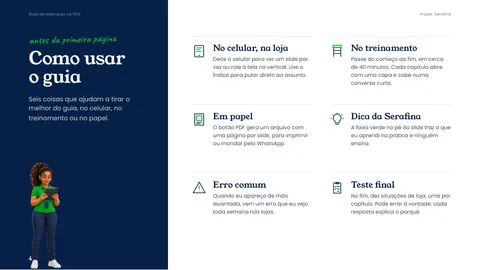 Guia de execução no PDV
Prazer, Serafina
antes da primeira página
Como usar
o guia
Seis coisas que ajudam a tirar o
melhor do guia, no celular, no
treinamento ou no papel.
4
No celular, na loja
Deite o celular para ver um slide por
vez ou role a tela na vertical. Use o
Índice para pular direto ao assunto.
No treinamento
Passe do começo ao fim, em cerca
de 40 minutos. Cada capítulo abre
com uma capa e cabe numa
conversa curta.
Em papel
O botão PDF gera um arquivo com
uma página por slide, para imprimir
ou mandar pelo WhatsApp.
Dica da Serafina
A faixa verde no pé do slide traz o que
eu aprendi na prática e ninguém
ensina.
Erro comum
Quando eu apareço de mão
levantada, vem um erro que eu vejo
toda semana nas lojas.
Teste final
No fim, dez situações de loja, uma por
capítulo. Pode errar à vontade: cada
resposta explica o porquê.